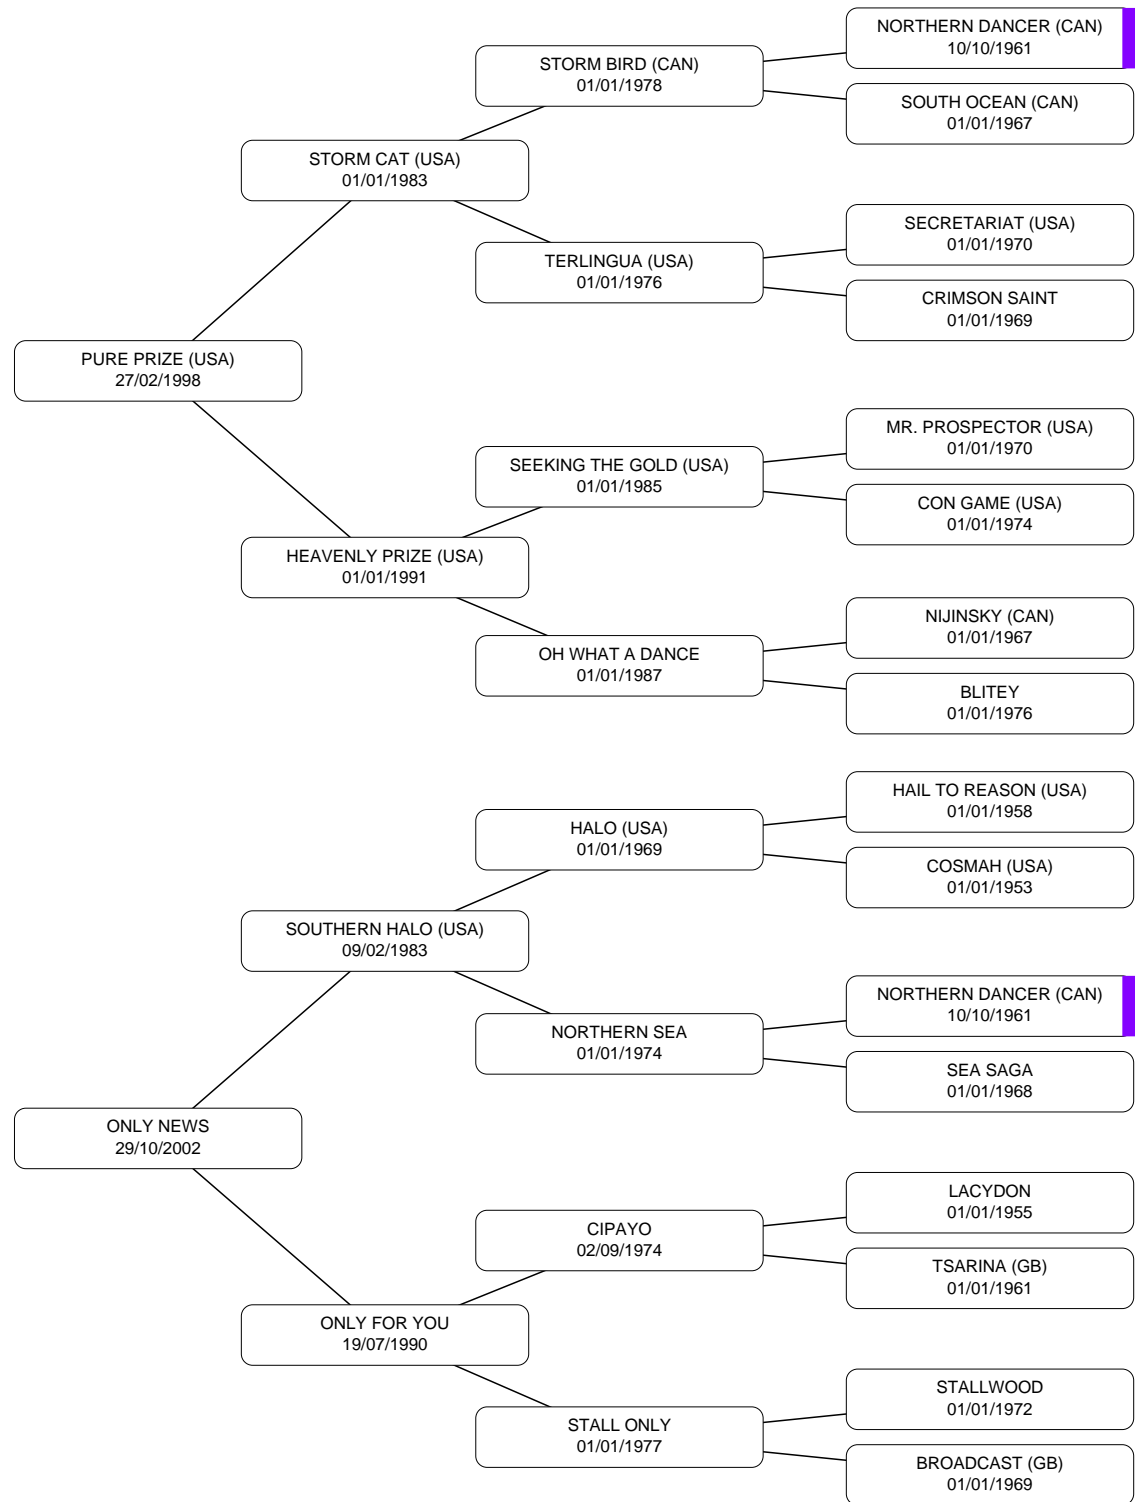 NORTHERN DANCER (CAN)
10/10/1961
STORM BIRD (CAN)
01/01/1978
SOUTH OCEAN (CAN)
01/01/1967
STORM CAT (USA)
01/01/1983
SECRETARIAT (USA)
01/01/1970
TERLINGUA (USA)
01/01/1976
CRIMSON SAINT
01/01/1969
PURE PRIZE (USA)
27/02/1998
MR. PROSPECTOR (USA)
01/01/1970
SEEKING THE GOLD (USA)
01/01/1985
CON GAME (USA)
01/01/1974
HEAVENLY PRIZE (USA)
01/01/1991
NIJINSKY (CAN)
01/01/1967
OH WHAT A DANCE
01/01/1987
BLITEY
01/01/1976
HAIL TO REASON (USA)
01/01/1958
HALO (USA)
01/01/1969
COSMAH (USA)
01/01/1953
SOUTHERN HALO (USA)
09/02/1983
NORTHERN DANCER (CAN)
10/10/1961
NORTHERN SEA
01/01/1974
SEA SAGA
01/01/1968
ONLY NEWS
29/10/2002
LACYDON
01/01/1955
CIPAYO
02/09/1974
TSARINA (GB)
01/01/1961
ONLY FOR YOU
19/07/1990
STALLWOOD
01/01/1972
STALL ONLY
01/01/1977
BROADCAST (GB)
01/01/1969